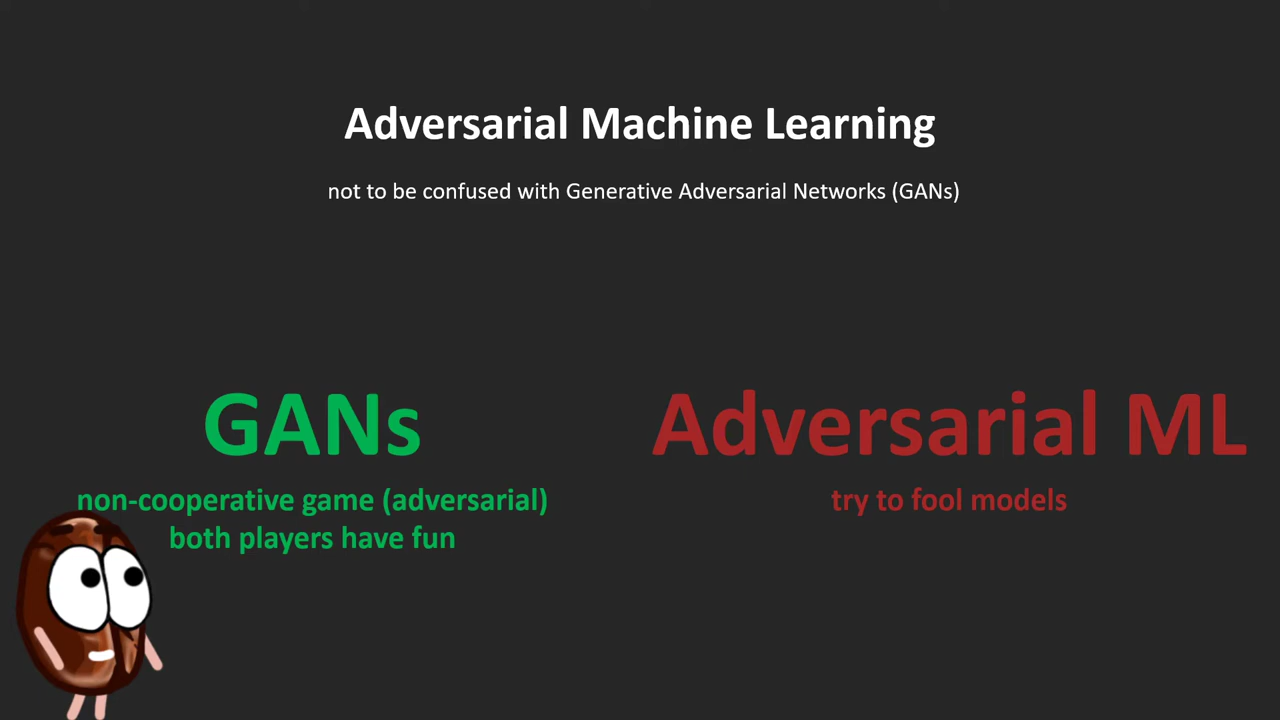 Adversarial Machine Learning
not to be confused with Generative Adversarial Networks (GANs)
GANs
non-cooperative game (adversarial)
both players have fun
Adversarial ML
try to fool models